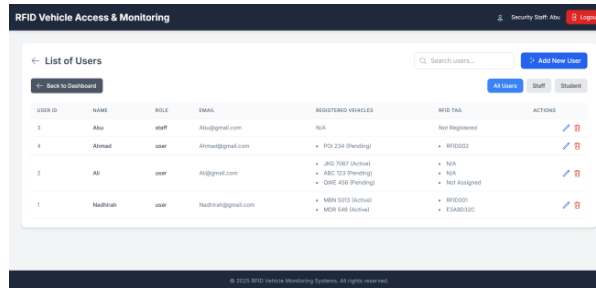 RFID Vehicle Access & Monitoring
Security Staff: Abu
Logout
← List of Users
Search users...
Add New User
← Back to Dashboard
All Users
Staff
Student
USER ID NAME ROLE EMAIL REGISTERED VEHICLES RFID TAG ACTIONS
3 Abu staff Abu@gmail.com N/A Not Registered
4 Ahmad user Ahmad@gmail.com • POI 234 (Pending) • RFID002
2 Ali user Ali@gmail.com • JKG 7087 (Active) • N/A
• ABC 123 (Pending) • N/A
• QWE 456 (Pending) • Not Assigned
1 Nadhirah user Nadhirah@gmail.com • MBN 5013 (Active) • RFID001
• MDR 546 (Active) • E3A8D32C
© 2025 RFID Vehicle Monitoring Systems. All rights reserved.